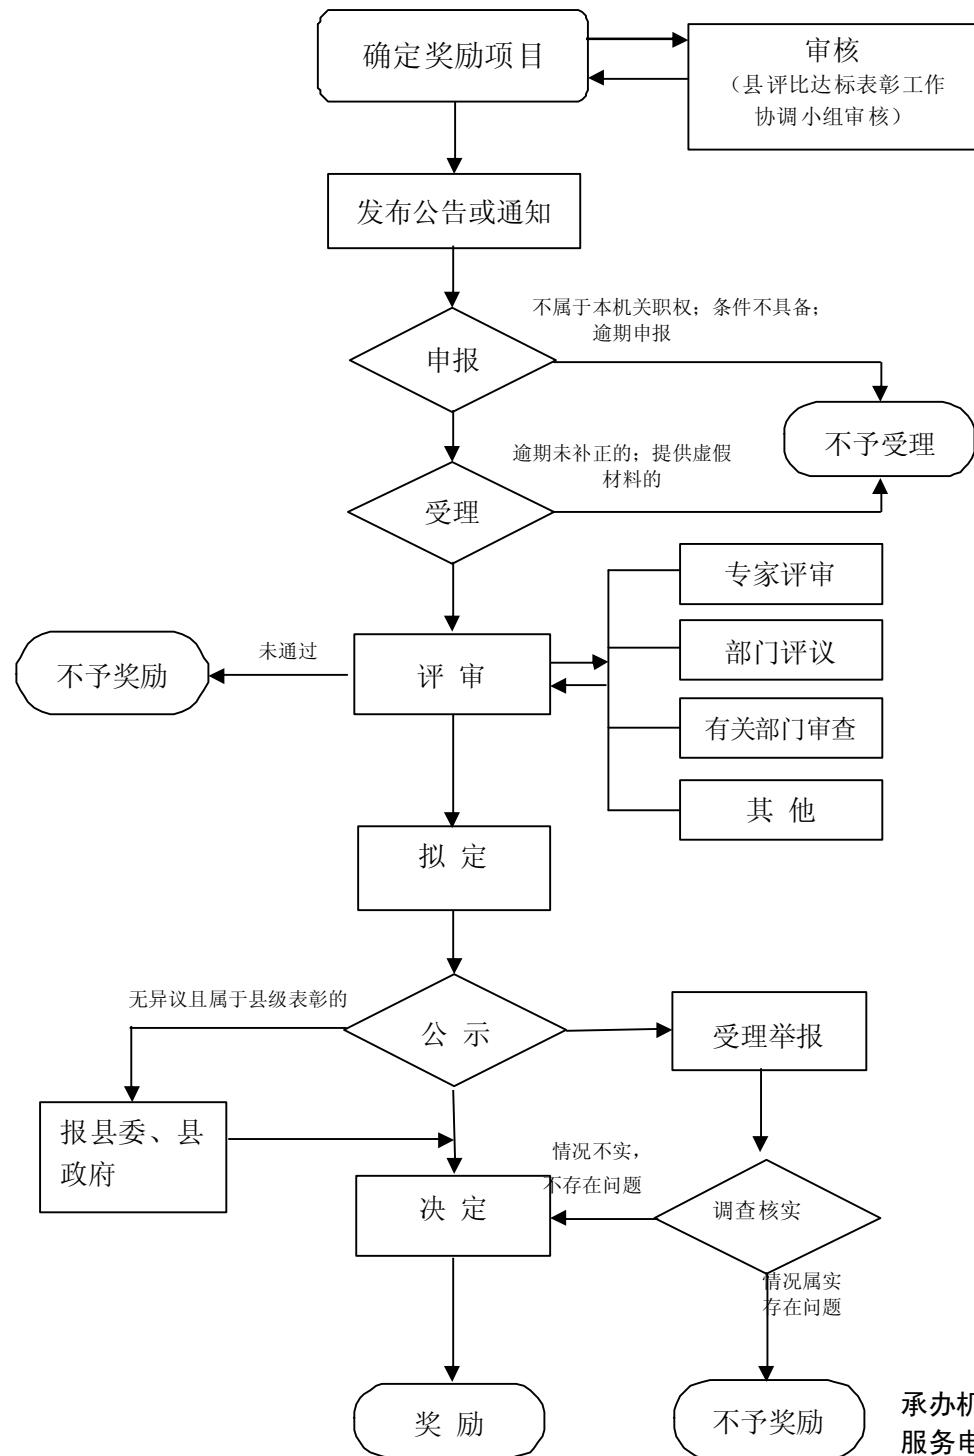 确定奖励项目
审核
（县评比达标表彰工作
协调小组审核）
发布公告或通知
不属于本机关职权；条件不具备；
逾期申报
申报
不予受理
逾期未补正的；提供虚假
材料的
受理
专家评审
部门评议
未通过
不予奖励
评 审
有关部门审查
其 他
拟 定
无异议且属于县级表彰的
公 示
受理举报
报县委、县
政府
情况不实，
不存在问题
决 定
调查核实
情况属实
存在问题
奖 励
不予奖励
承办机
服务电